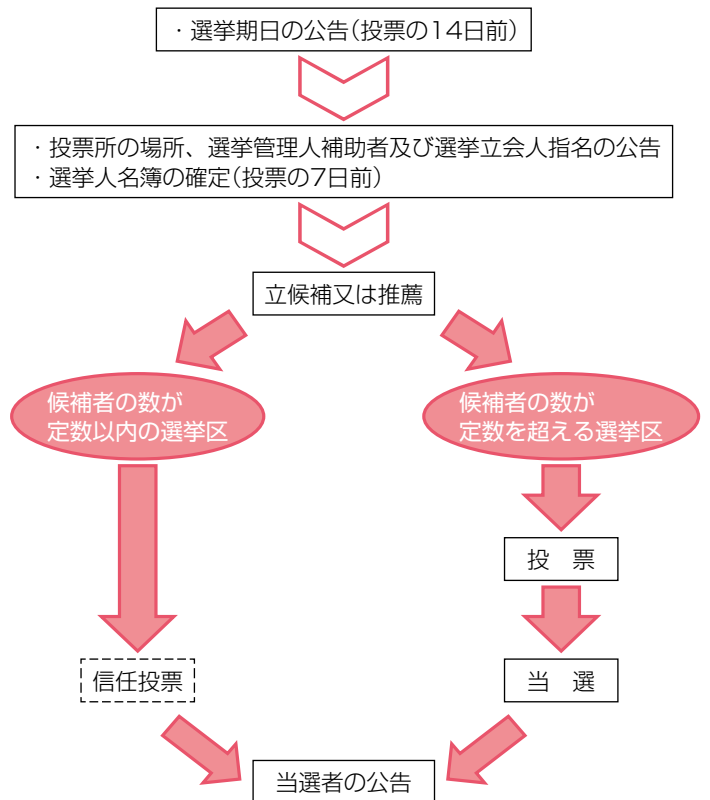 ・選挙期日の公告(投票の14日前)
・投票所の場所、選挙管理人補助者及び選挙立会人指名の公告
・選挙人名簿の確定(投票の7日前)
立候補又は推薦
候補者の数が
定数以内の選挙区
候補者の数が
定数を超える選挙区
投　票
信任投票
当　選
当選者の公告